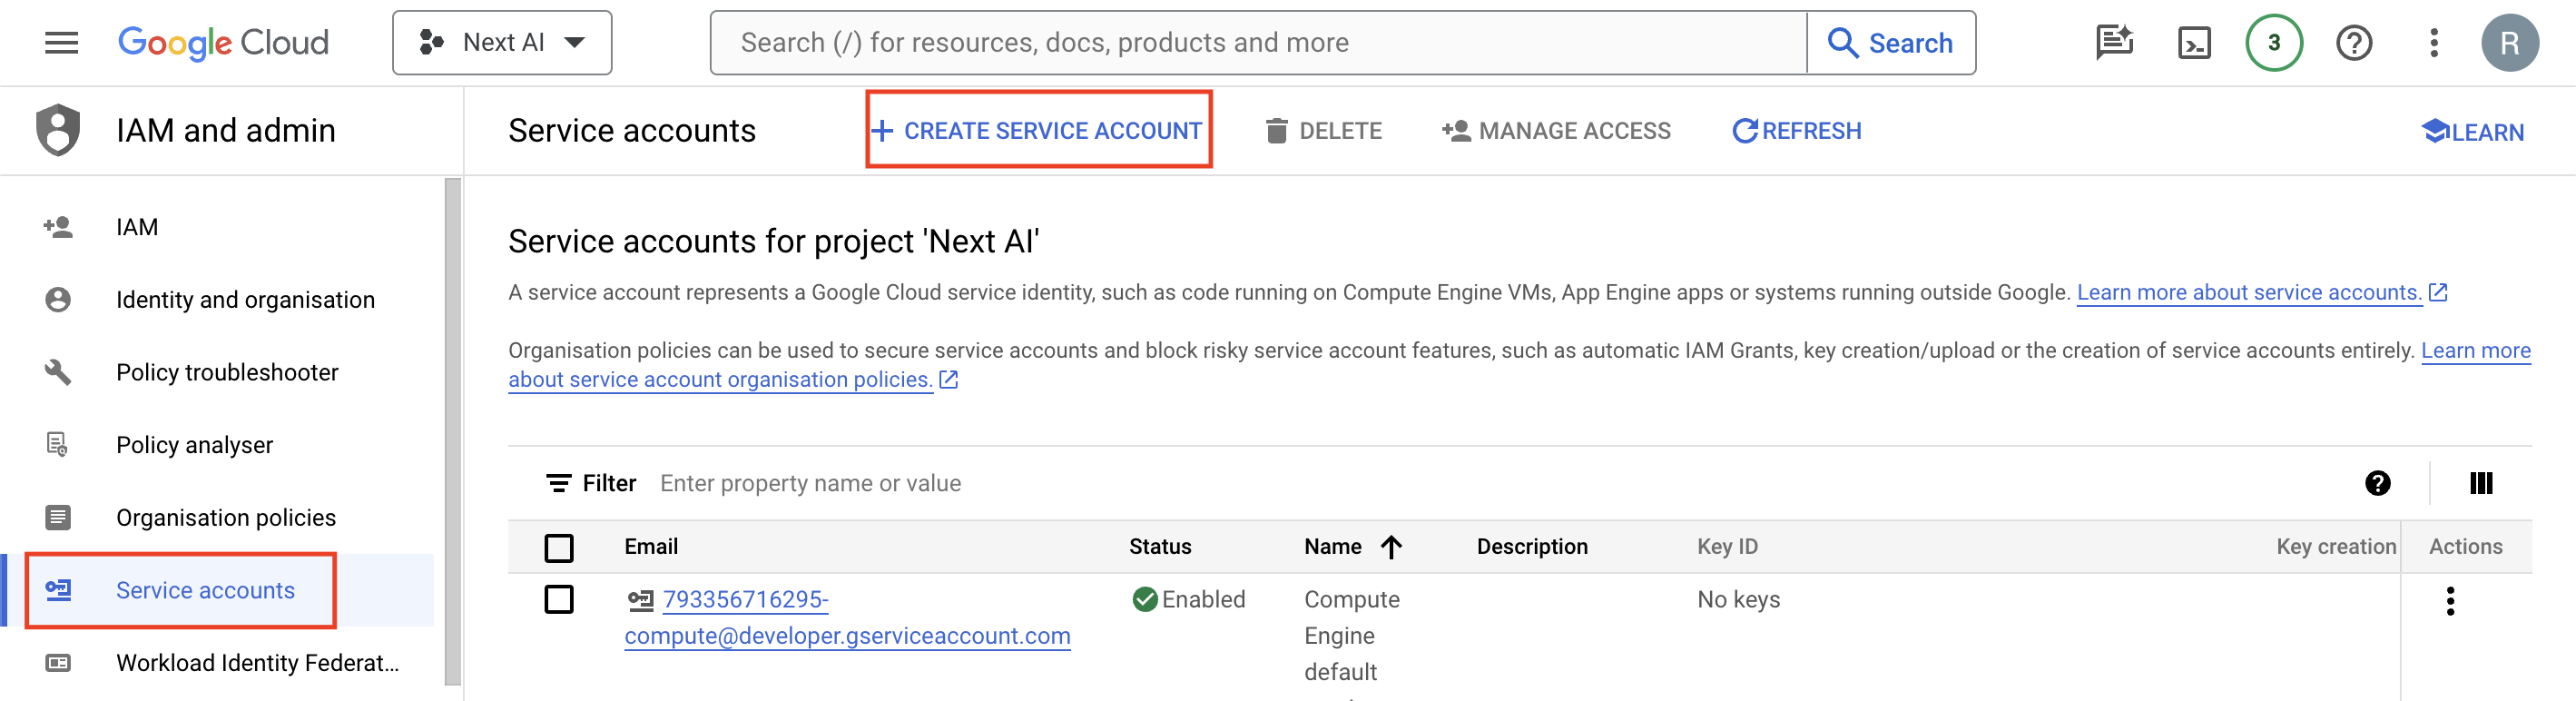 Google Cloud
Next AI
Search (/) for resources, docs, products and more
Search
3
R
IAM and admin
Service accounts
+ CREATE SERVICE ACCOUNT
DELETE
MANAGE ACCESS
REFRESH
LEARN
IAM
Identity and organisation
Policy troubleshooter
Policy analyser
Organisation policies
Service accounts
Workload Identity Federat...
Service accounts for project 'Next AI'
A service account represents a Google Cloud service identity, such as code running on Compute Engine VMs, App Engine apps or systems running outside Google. Learn more about service accounts.
Organisation policies can be used to secure service accounts and block risky service account features, such as automatic IAM Grants, key creation/upload or the creation of service accounts entirely. Learn more
about service account organisation policies.
Filter Enter property name or value
Email Status Name Description Key ID Key creation Actions
793356716295- Enabled Compute No keys
compute@developer.gserviceaccount.com Engine
default